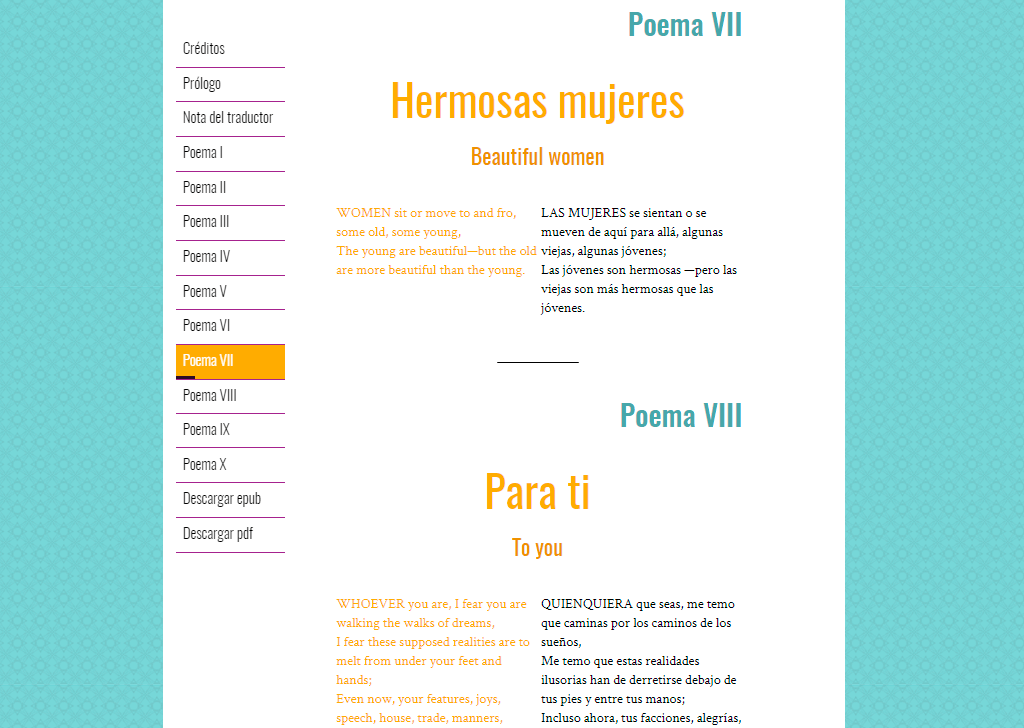 Créditos
Prólogo
Nota del traductor
Poema I
Poema II
Poema III
Poema IV
Poema V
Poema VI
Poema VII
Poema VIII
Poema IX
Poema X
Descargar epub
Descargar pdf
Poema VII
Hermosas mujeres
Beautiful women
WOMEN sit or move to and fro,
some old, some young,
The young are beautiful—but the old
are more beautiful than the young.
LAS MUJERES se sientan o se
mueven de aquí para allá, algunas
viejas, algunas jóvenes;
Las jóvenes son hermosas —pero las
viejas son más hermosas que las
jóvenes.
Poema VIII
Para ti
To you
WHOEVER you are, I fear you are
walking the walks of dreams,
I fear these supposed realities are to
melt from under your feet and
hands;
Even now, your features, joys,
speech, house, trade, manners,
QUIENQUIERA que seas, me temo
que caminas por los caminos de los
sueños,
Me temo que estas realidades
ilusorias han de derretirse debajo de
tus pies y entre tus manos;
Incluso ahora, tus facciones, alegrías,